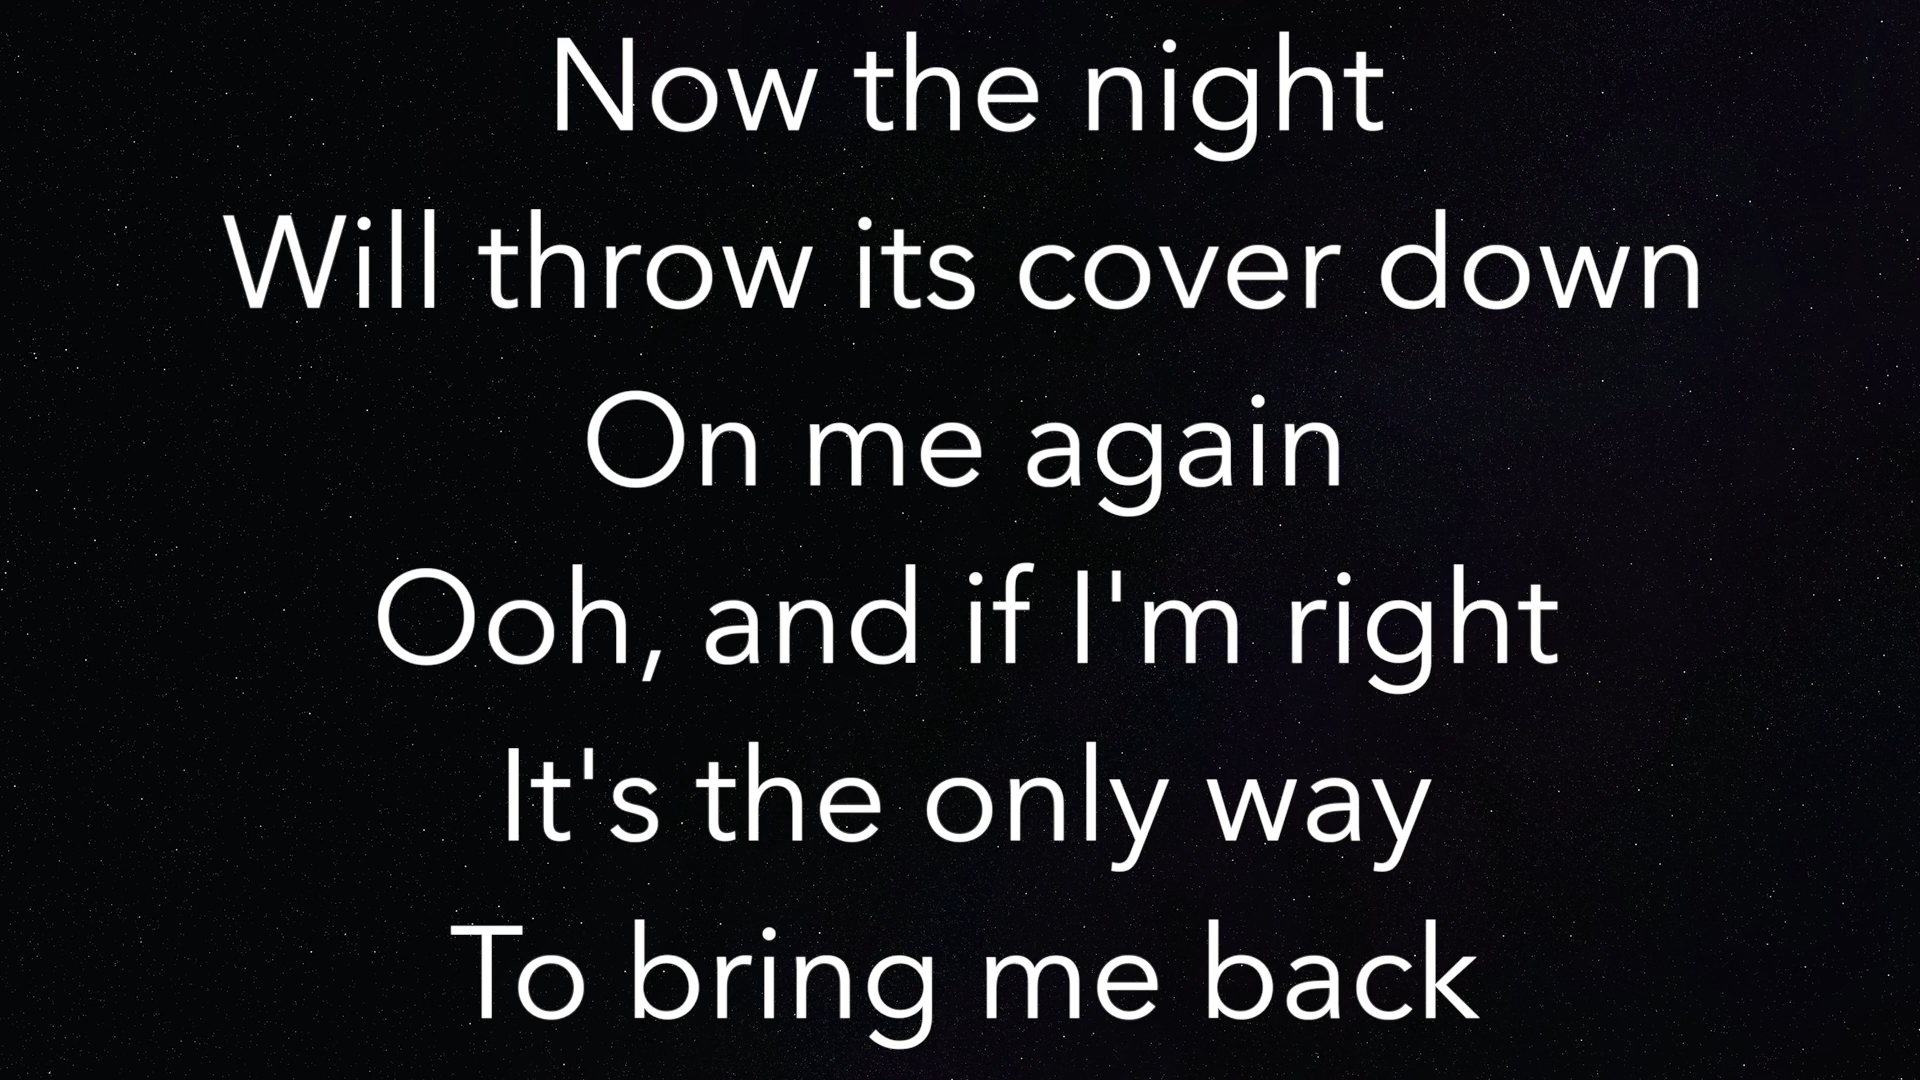 Now the night
Will throw its cover down
On me again
Ooh, and if I'm right
It's the only way
To bring me back